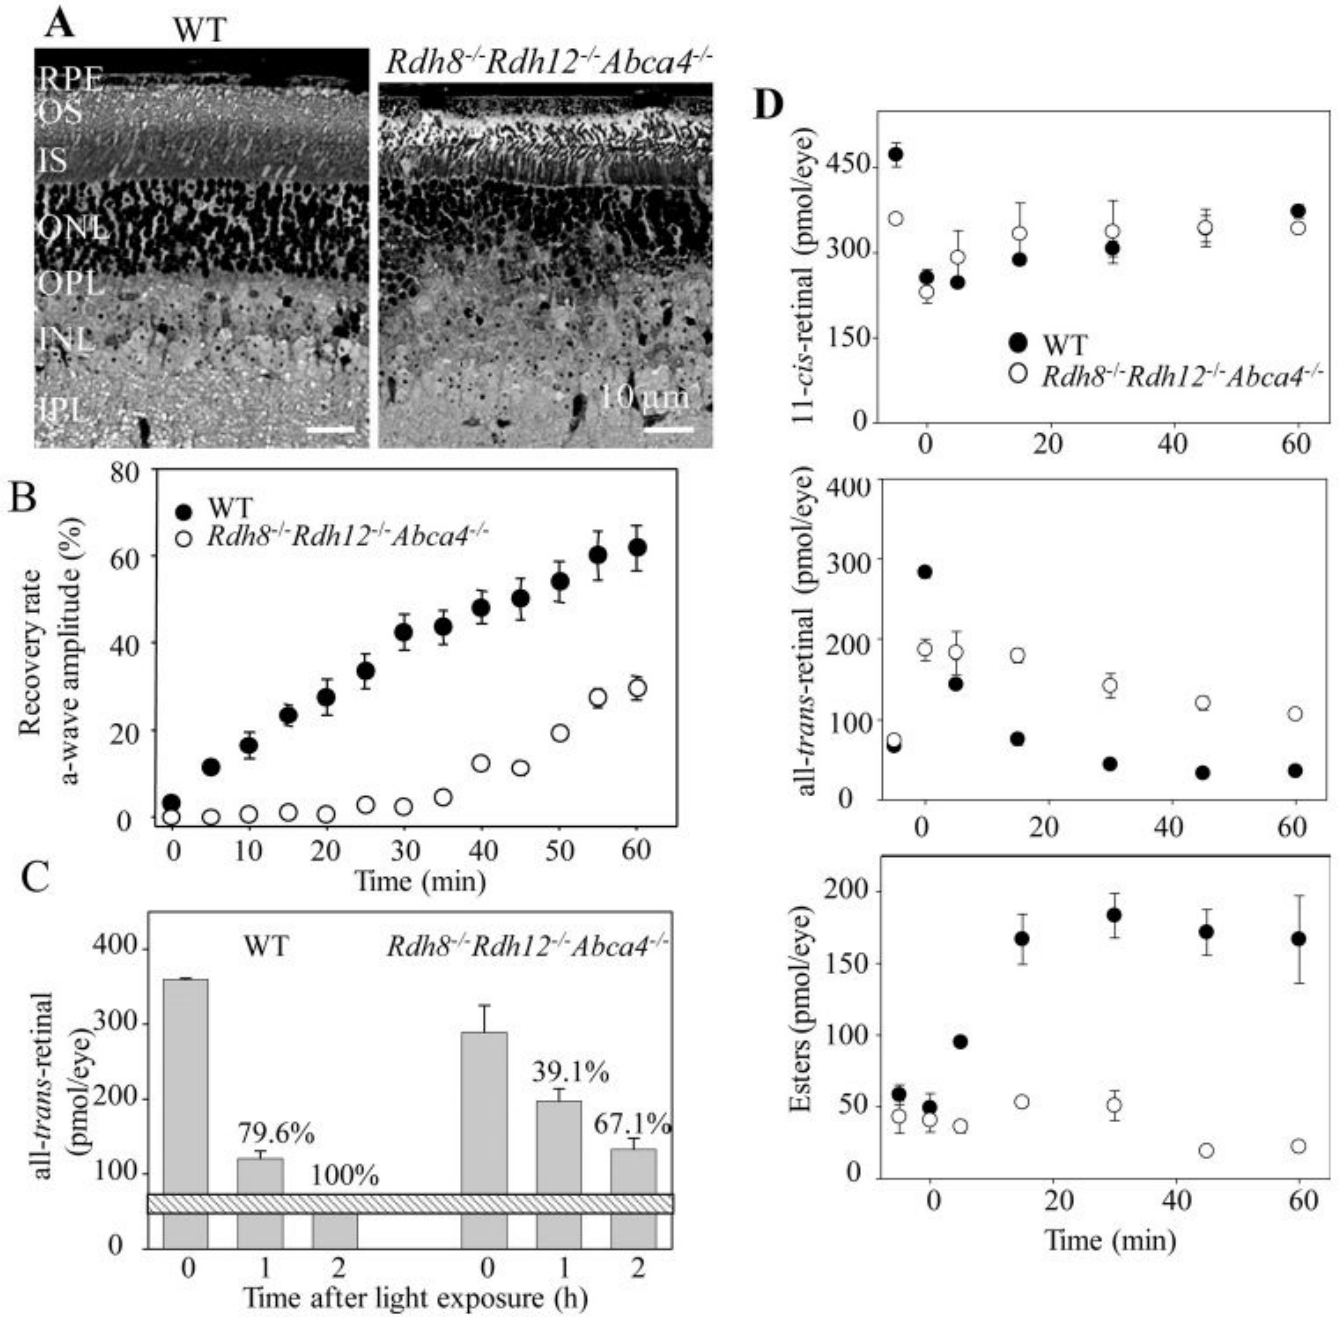 A
WT
Rdh8-/-Rdh12-/-Abca4-/-
RPE
OS
IS
ONL
OPL
INL
IPL
10 µm
B
80
60
40
20
0
Recovery rate
a-wave amplitude (%)
WT
Rdh8-/-Rdh12-/-Abca4-/-
0 10 20 30 40 50 60
Time (min)
C
400
300
200
100
0
all-trans-retinal
(pmol/eye)
WT
Rdh8-/-Rdh12-/-Abca4-/-
79.6%
100%
39.1%
67.1%
0 1 2 0 1 2
Time after light exposure (h)
D
450
300
150
0
11-cis-retinal (pmol/eye)
WT
Rdh8-/-Rdh12-/-Abca4-/-
0 20 40 60
400
300
200
100
0
all-trans-retinal (pmol/eye)
0 20 40 60
200
150
100
50
0
Esters (pmol/eye)
0 20 40 60
Time (min)